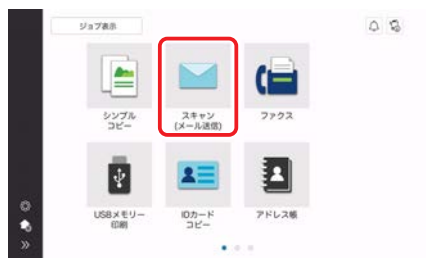 ジョブ表示
シンプル
コピー
スキャン
(メール送信)
ファクス
USBメモリー
印刷
IDカード
コピー
アドレス帳